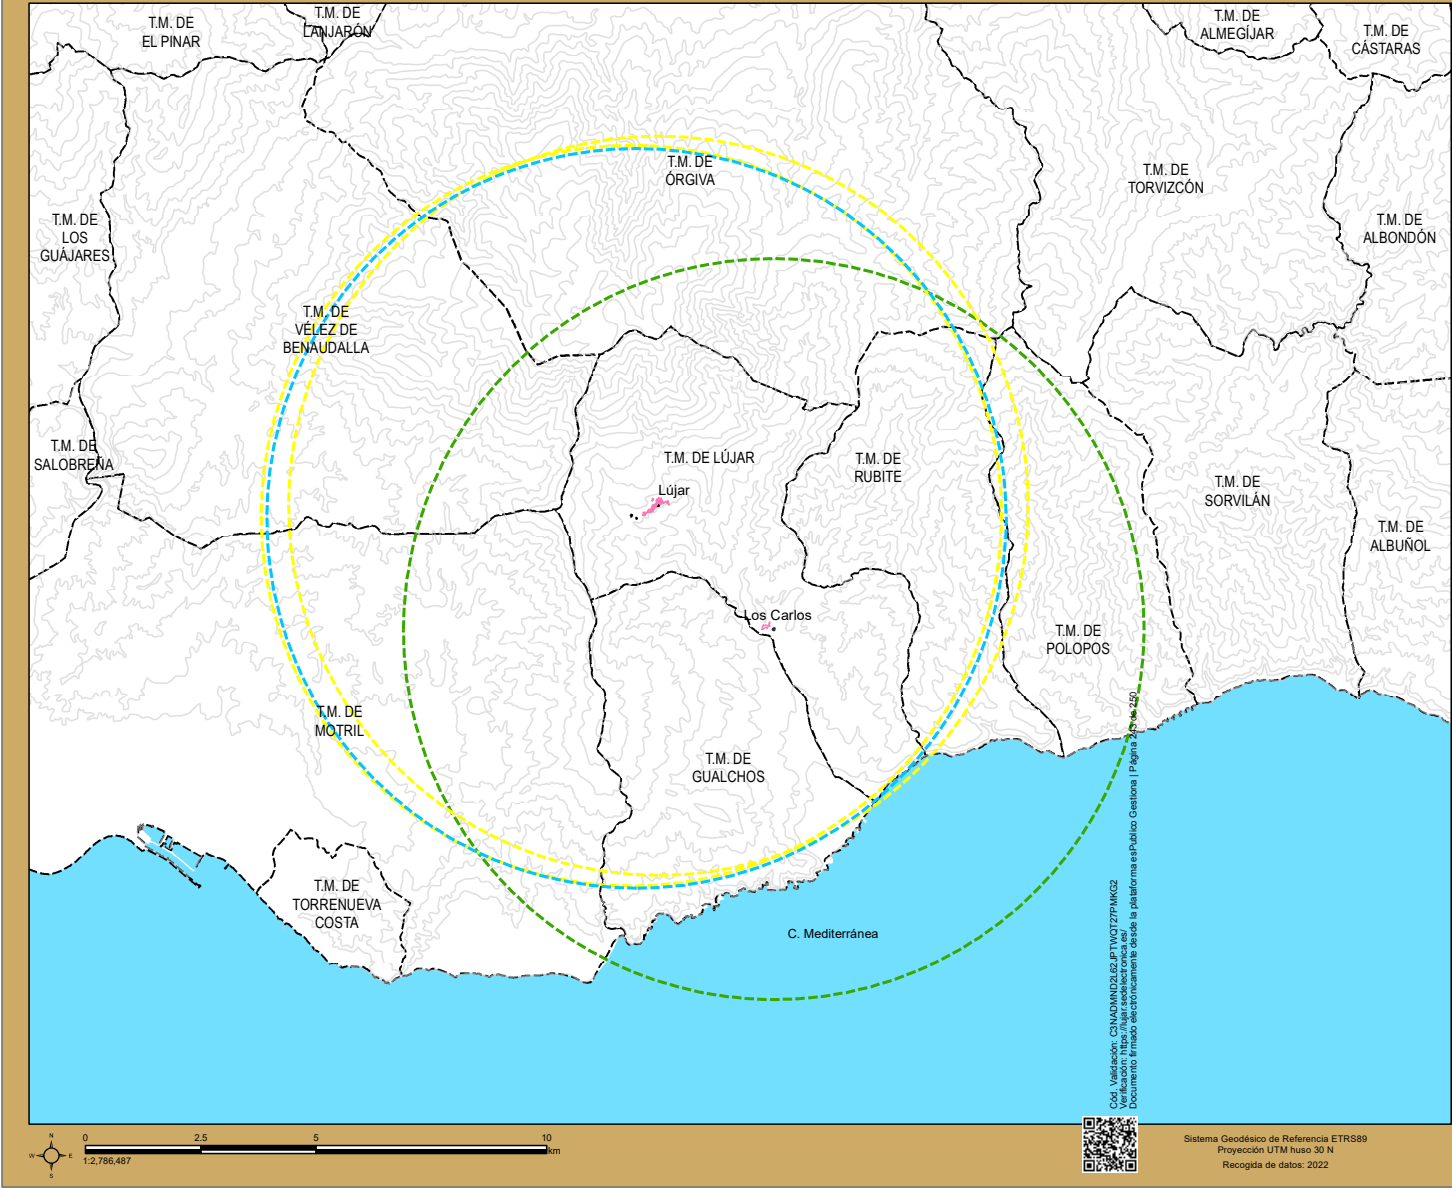 T.M. DE
EL PINAR
T.M. DE
LANJARÓN
T.M. DE
ALMEGÍJAR
T.M. DE
CÁSTARAS
T.M. DE
ÓRGIVA
T.M. DE
TORVIZCÓN
T.M. DE
LOS
GUÁJARES
T.M. DE
ALBONDÓN
T.M. DE
VÉLEZ DE
BENAUDALLA
T.M. DE
SALOBREÑA
T.M. DE LÚJAR
T.M. DE
RUBITE
Lújar
T.M. DE
SORVILÁN
T.M. DE
ALBUÑOL
Los Carlos
T.M. DE
POLOPOS
T.M. DE
MOTRIL
T.M. DE
GUALCHOS
T.M. DE
TORRENUEVA
COSTA
C. Mediterránea
Cód. Validación: C3NADMND2L62JPTWQT27PMKG2
Verificación: https://lujar.sedelectronica.es/
Documento firmado electrónicamente desde la plataforma esPublico Gestiona | Página 243 de 250
N
W
E
S
0 2.5 5 10
km
1:2,786,487
Sistema Geodésico de Referencia ETRS89
Proyección UTM huso 30 N
Recogida de datos: 2022